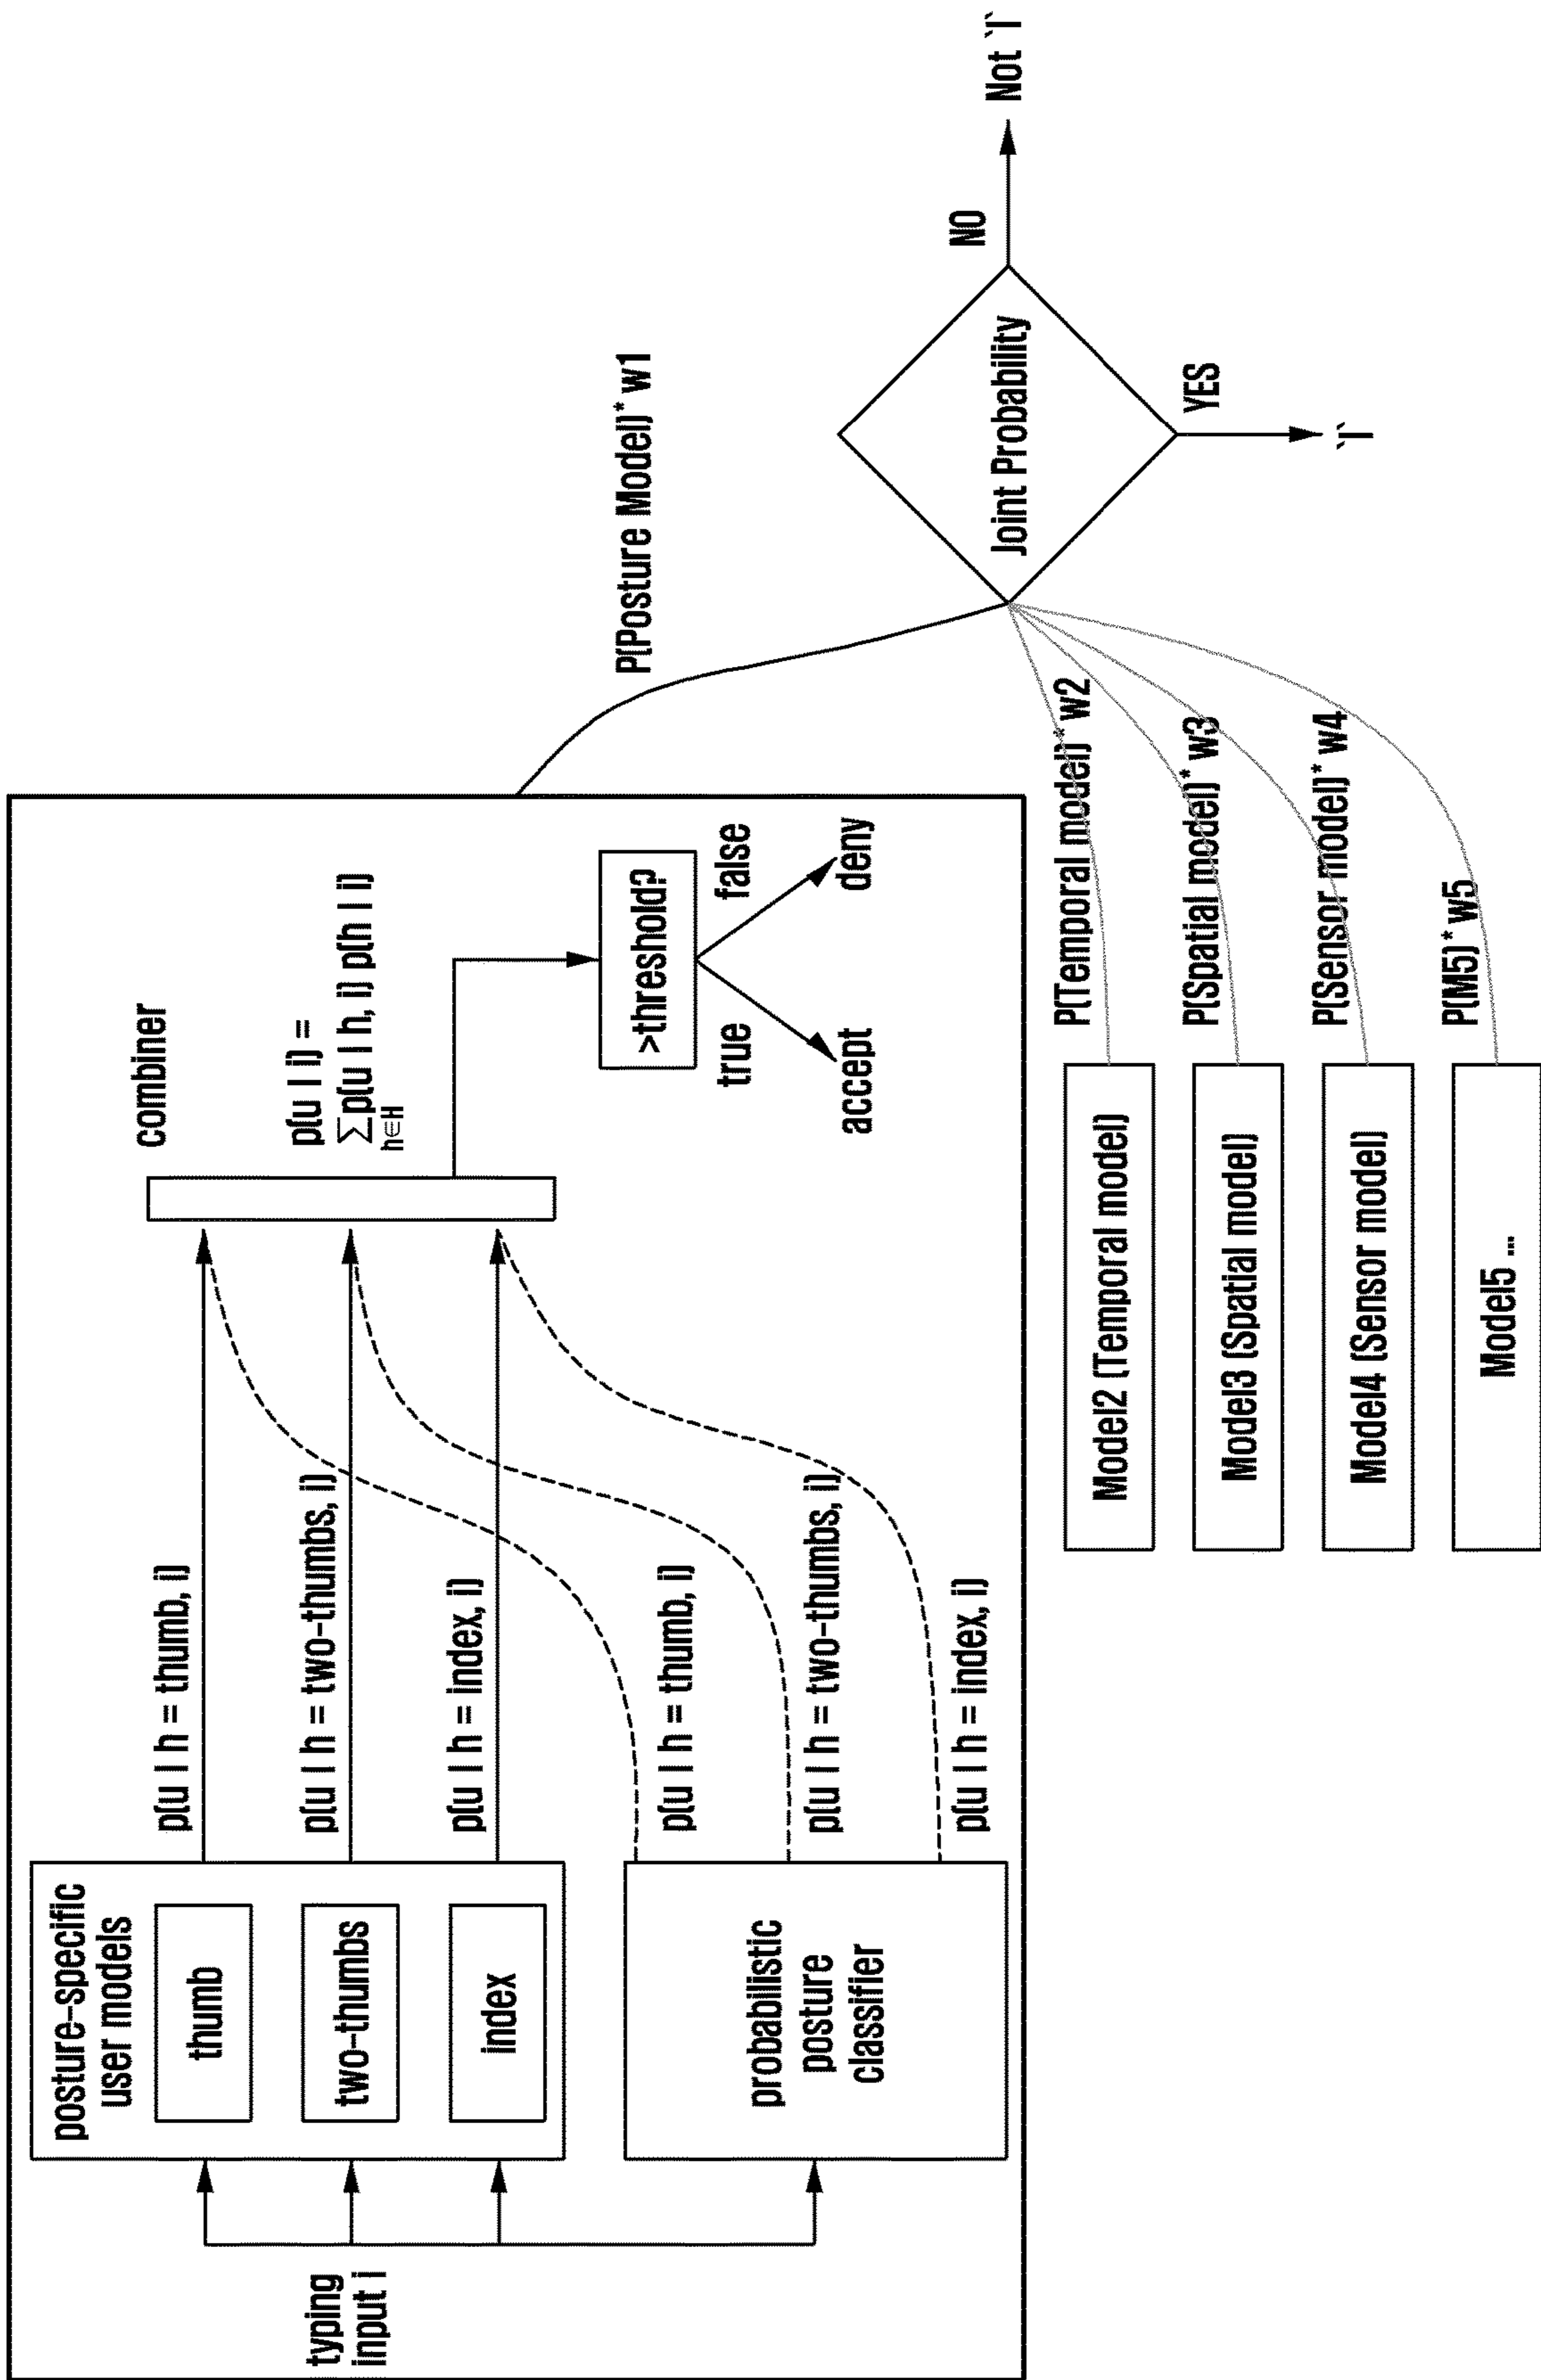 typing
input i
posture-specific
user models
thumb
two-thumbs
index
probabilistic
posture
classifier
p(u | h = thumb, i)
p(u | h = two-thumbs, i)
p(u | h = index, i)
p(u | h = thumb, i)
p(u | h = two-thumbs, i)
p(u | h = index, i)
combiner
p(u | i) =
∑ p(u | h, i) p(h | i)
h∈H
>threshold?
true
false
accept
deny
P(Posture Model)* w1
Model2 (Temporal model)
P(Temporal model)* w2
Model3 (Spatial model)
P(Spatial model)* w3
Model4 (Sensor model)
P(Sensor model)* w4
Model5 ...
P(M5)* w5
Joint Probability
NO
Not `I`
YES
`I`